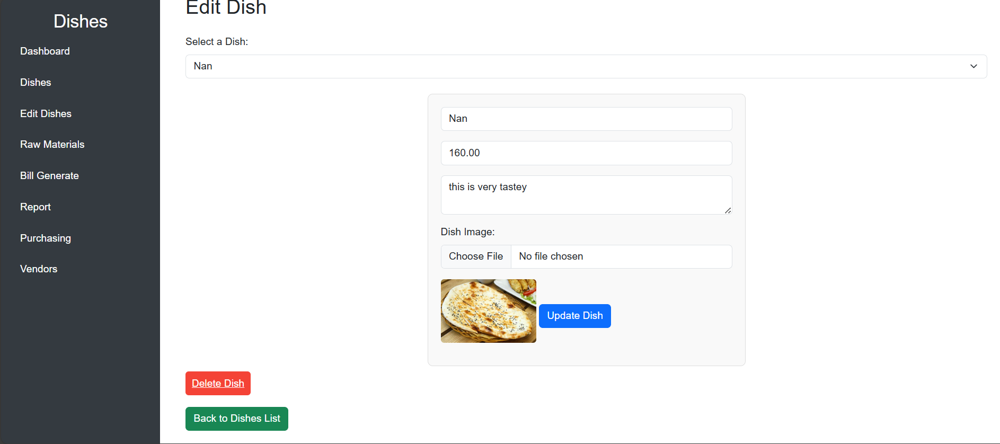 Dishes
Dashboard
Dishes
Edit Dishes
Raw Materials
Bill Generate
Report
Purchasing
Vendors
Edit Dish
Select a Dish:
Nan
Nan
160.00
this is very tastey
Dish Image:
Choose File No file chosen
Update Dish
Delete Dish
Back to Dishes List